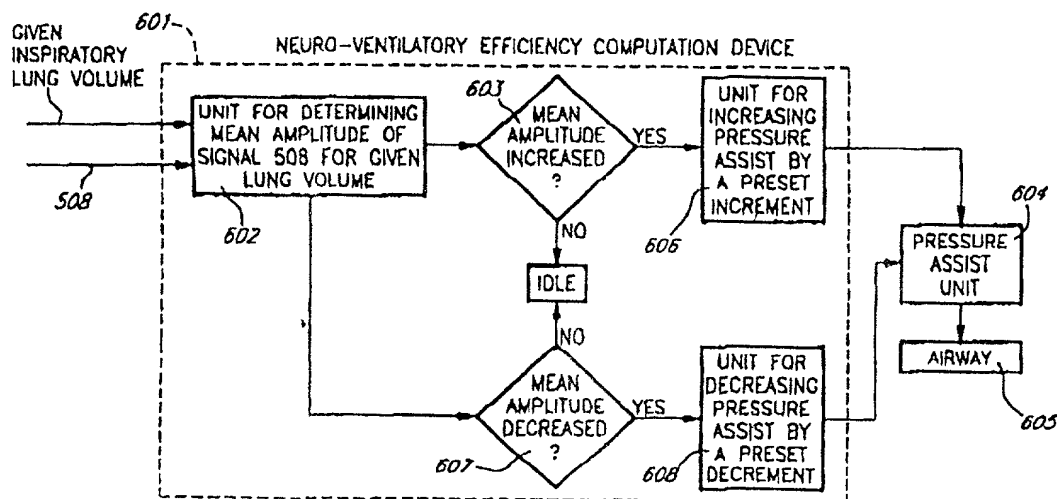 GIVEN
INSPIRATORY
LUNG VOLUME
508
601
NEURO-VENTILATORY EFFICIENCY COMPUTATION DEVICE
UNIT FOR DETERMINING
MEAN AMPLITUDE OF
SIGNAL 508 FOR GIVEN
LUNG VOLUME
602
603
MEAN
AMPLITUDE
INCREASED
?
YES
NO
UNIT FOR
INCREASING
PRESSURE
ASSIST BY
A PRESET
INCREMENT
606
IDLE
NO
MEAN
AMPLITUDE
DECREASED
?
607
YES
UNIT FOR
DECREASING
PRESSURE
ASSIST BY
A PRESET
DECREMENT
608
604
PRESSURE
ASSIST
UNIT
AIRWAY
605